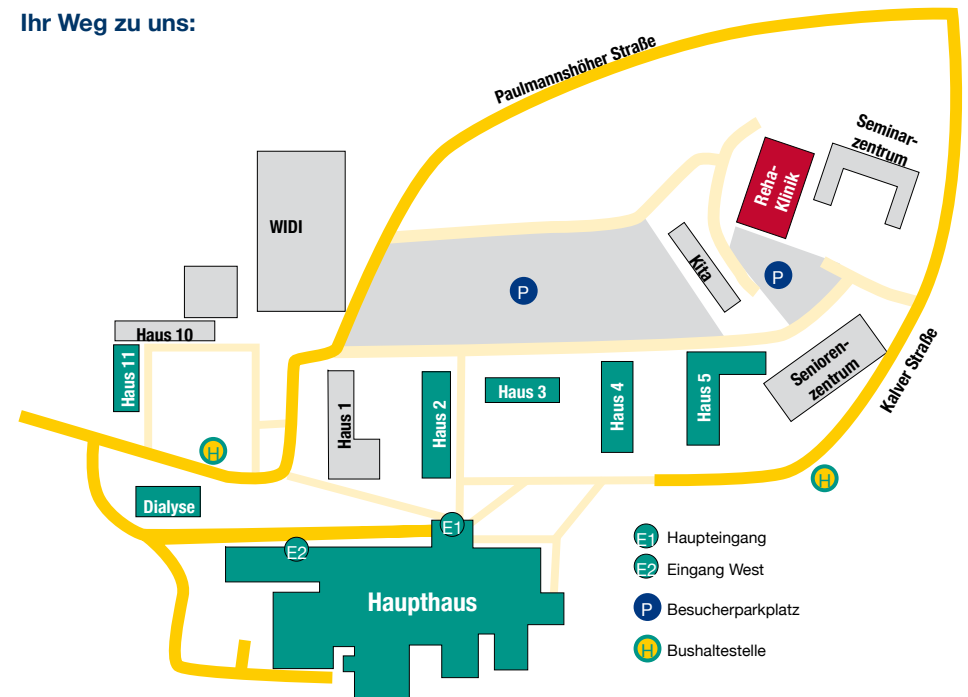 Ihr Weg zu uns:
Paulmannshöher Straße
Seminar-
zentrum
Reha-
Klinik
WIDI
Kita
P
P
Haus 10
Haus 11
Haus 1
Haus 2
Haus 3
Haus 4
Haus 5
Senioren-
zentrum
Kalver Straße
H
H
Dialyse
E1
E2
Haupthaus
E1 Haupteingang
E2 Eingang West
P Besucherparkplatz
H Bushaltestelle